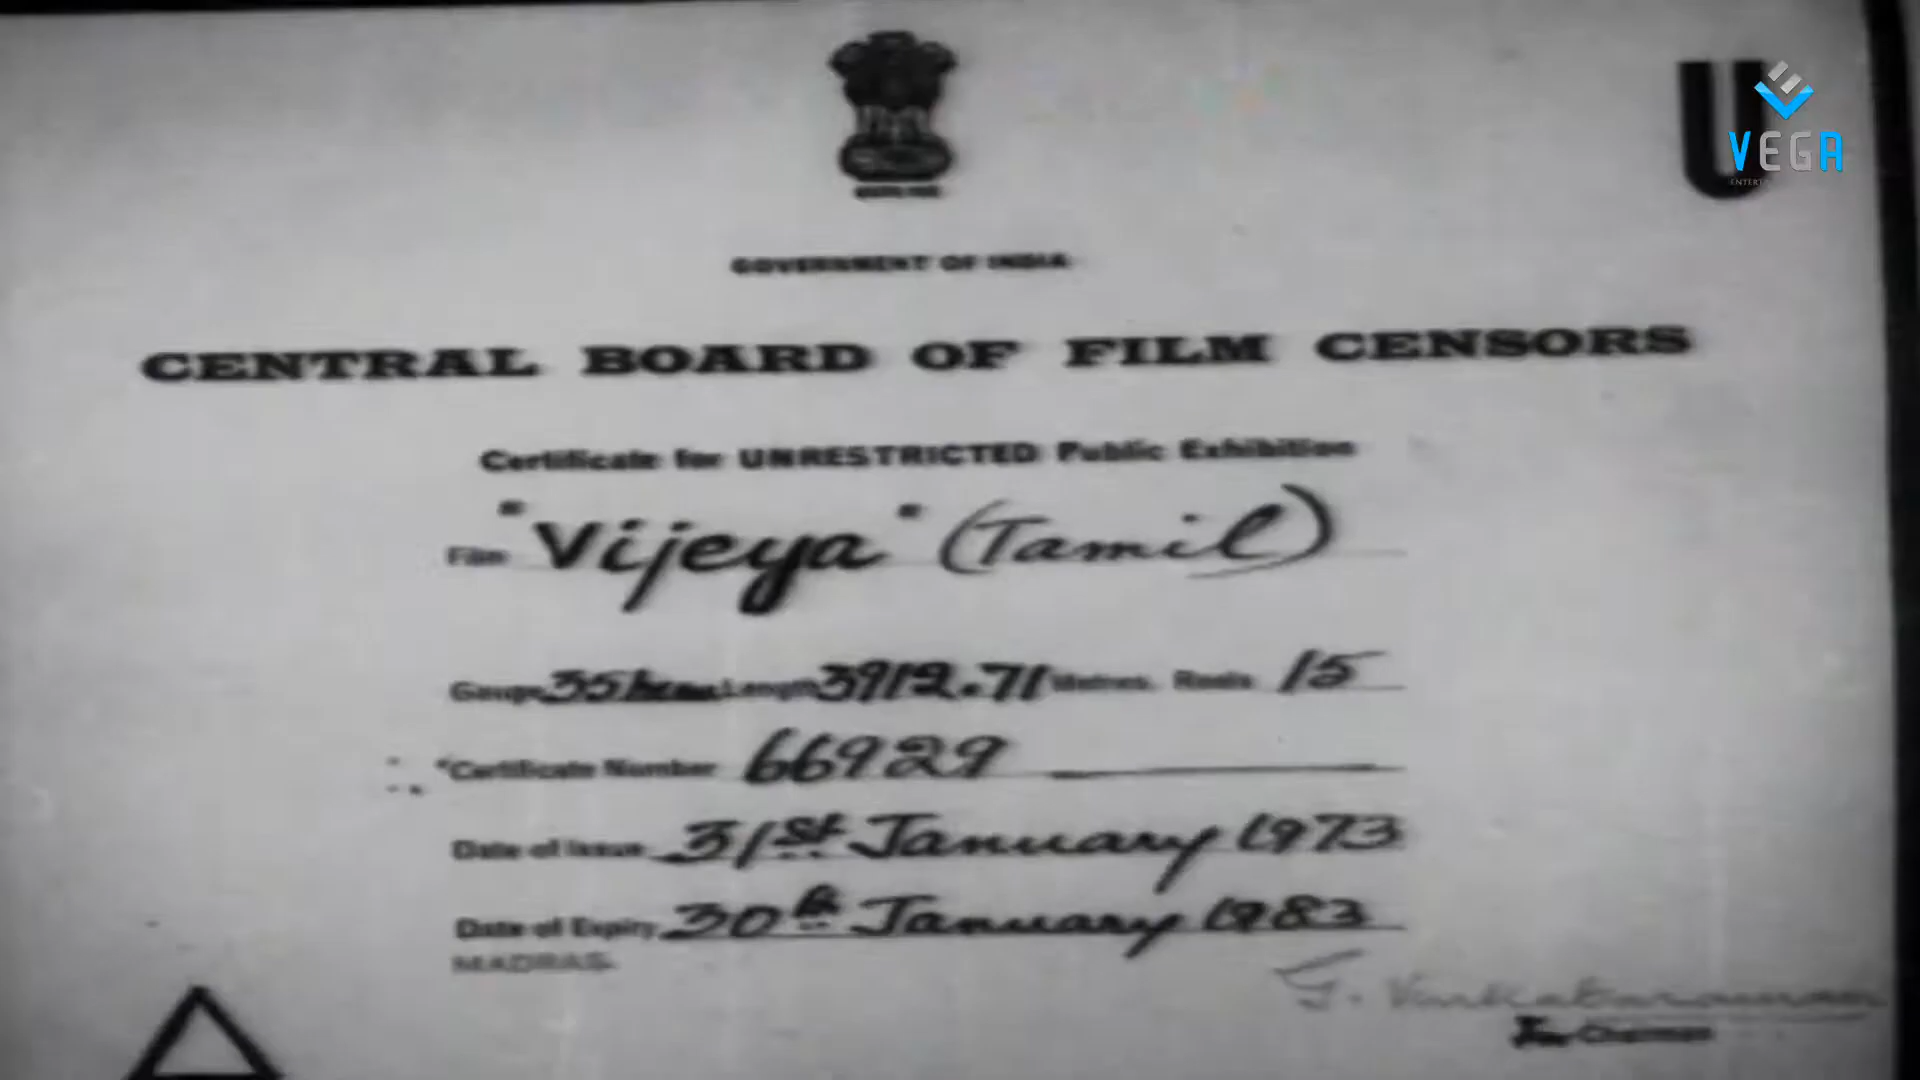 U
VEGA
GOVERNMENT OF INDIA
CENTRAL BOARD OF FILM CENSORS
Certificate for UNRESTRICTED Public Exhibition
Film "Vijeya" (Tamil)
Gauge 35 mm Length 3912.71 Metres. Reels 15
Certificate Number 66929
Date of Issue 31st January 1973
Date of Expiry 30th January 1983
MADRAS.
Chairman